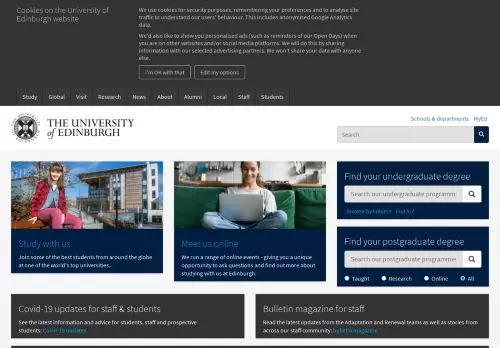 Cookies on the University of
Edinburgh website
We use cookies for security purposes, remembering your preferences and to analyse site
traffic to understand our users' behaviour. This includes anonymised Google Analytics
data.
We'd also like to show you personalised ads (such as reminders of our Open Days) when
you are on other websites and/or social media platforms. We will do this by sharing
information with our selected advertising partners. We won't share your data with
anyone else.
I'm OK with that
Edit my options
Study Global Visit Research News About Alumni Local Staff Students
THE UNIVERSITY
of EDINBURGH
Schools & departments MyEd
Search
Study with us
Join some of the best students from around the globe
at one of the world's top universities.
Meet us online
We run a range of online events - giving you a unique
opportunity to ask questions and find out more about
studying with us at Edinburgh.
Find your undergraduate degree
Search our undergraduate programm
Browse by subject Find A-Z
Find your postgraduate degree
Search our postgraduate programme
Taught Research Online All
Covid-19 updates for staff & students
See the latest information and advice for students, staff and prospective
students: Covid-19 updates
Bulletin magazine for staff
Read the latest updates from the Adaptation and Renewal teams as well as stories from
across our staff community: bulletin magazine